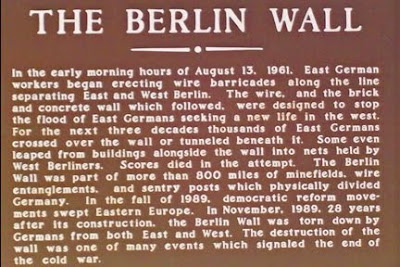 THE BERLIN WALL
In the early morning hours of August 13, 1961, East German
workers began erecting wire barricades along the line
separating East and West Berlin. The wire, and the brick
and concrete wall which followed, were designed to stop
the flood of East Germans seeking a new life in the west.
For the next three decades thousands of East Germans
crossed over the wall or tunneled beneath it. Some even
leaped from buildings alongside the wall into nets held by
West Berliners. Scores died in the attempt. The Berlin
Wall was part of more than 800 miles of minefields, wire
entanglements, and sentry posts which physically divided
Germany. In the fall of 1989, democratic reform move-
ments swept Eastern Europe. In November, 1989, 28 years
after its construction, the Berlin Wall was torn down by
Germans from both East and West. The destruction of the
wall was one of many events which signaled the end of
the cold war.